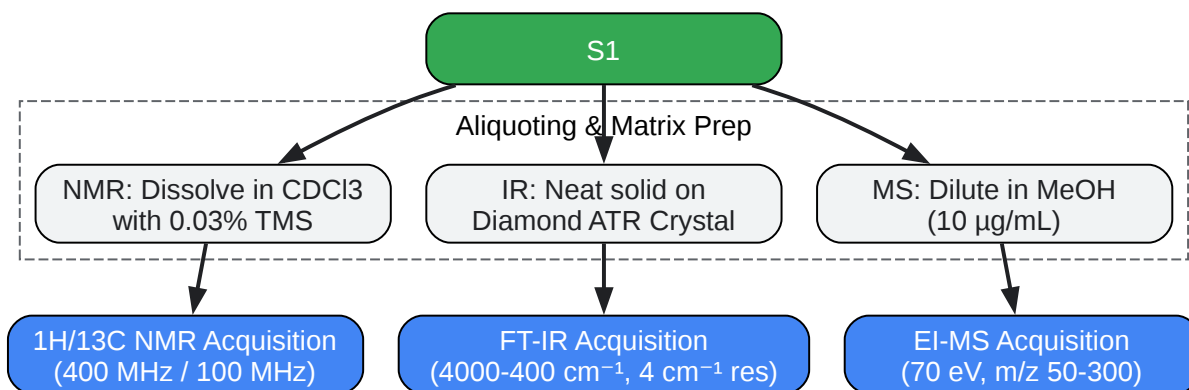 S1
Aliquoting & Matrix Prep
NMR: Dissolve in CDCl3
with 0.03% TMS
IR: Neat solid on
Diamond ATR Crystal
MS: Dilute in MeOH
(10 µg/mL)
1H/13C NMR Acquisition
(400 MHz / 100 MHz)
FT-IR Acquisition
(4000-400 cm⁻¹, 4 cm⁻¹ res)
EI-MS Acquisition
(70 eV, m/z 50-300)